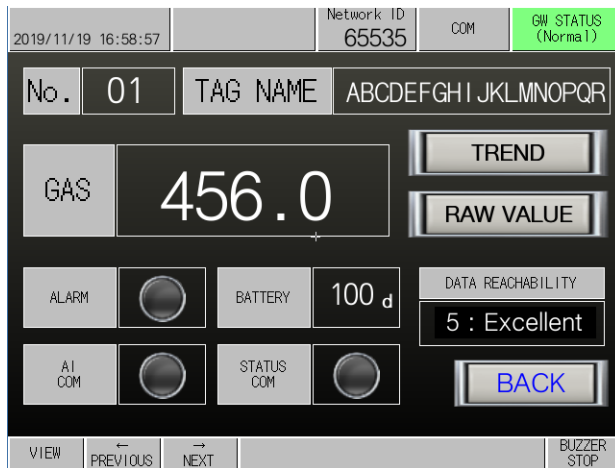 2019/11/19 16:58:57
Network ID
65535
COM
GW STATUS
(Normal)
No.
01
TAG NAME
ABCDEFGHIJKLMNOPQR
GAS
456.0
TREND
RAW VALUE
ALARM
BATTERY
100 d
DATA REACHABILITY
5 : Excellent
AI
COM
STATUS
COM
BACK
VIEW
←
PREVIOUS
→
NEXT
BUZZER
STOP